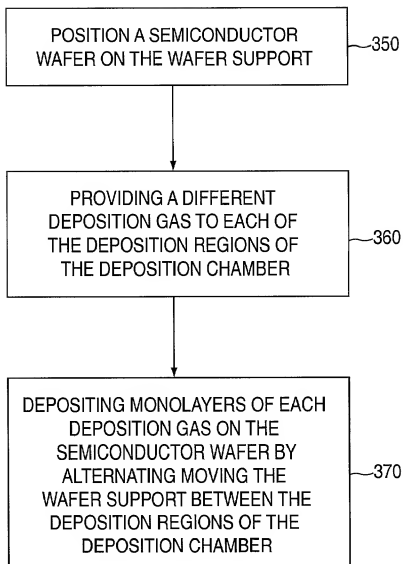 POSITION A SEMICONDUCTOR
WAFER ON THE WAFER SUPPORT
350
PROVIDING A DIFFERENT
DEPOSITION GAS TO EACH OF
THE DEPOSITION REGIONS OF
THE DEPOSITION CHAMBER
360
DEPOSITING MONOLAYERS OF EACH
DEPOSITION GAS ON THE
SEMICONDUCTOR WAFER BY
ALTERNATING MOVING THE
WAFER SUPPORT BETWEEN THE
DEPOSITION REGIONS OF THE
DEPOSITION CHAMBER
370